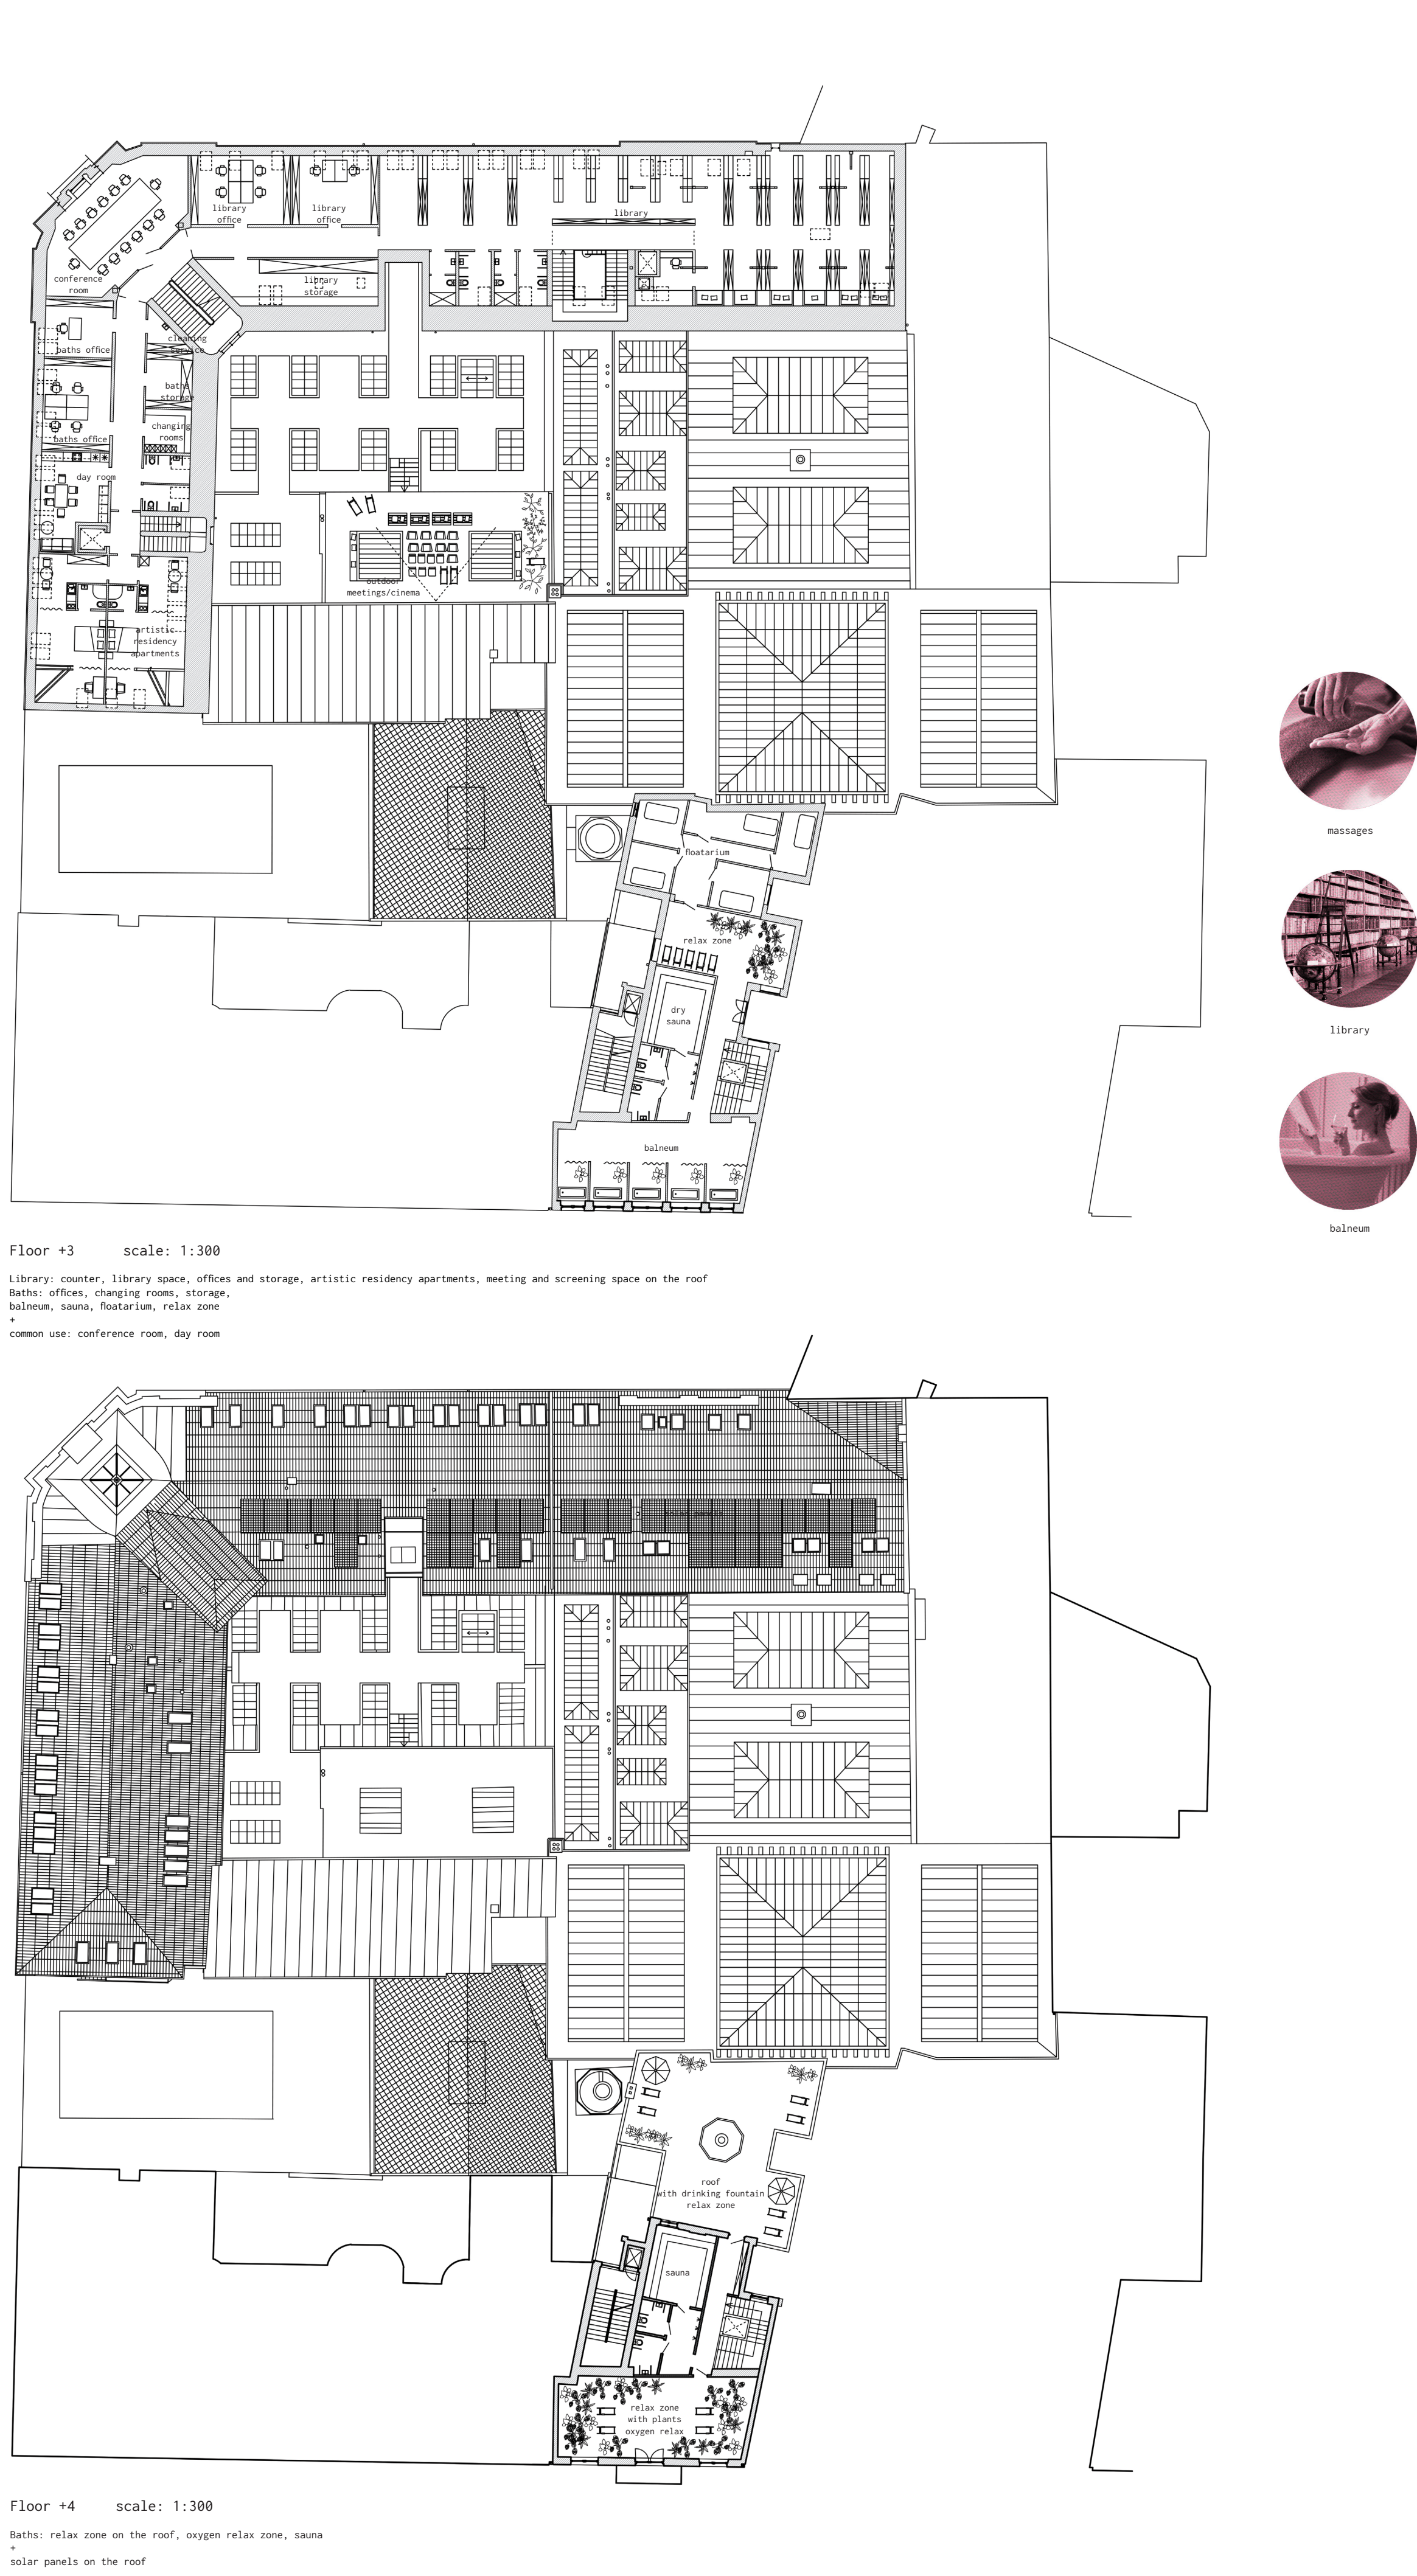 library
office
library
office
library
conference
room
library
storage
cleaning
service
baths office
baths
storage
changing
rooms
baths office
day room
outdoor
meetings/cinema
artistic
residency
apartments
massages
floatarium
relax zone
library
dry
sauna
balneum
balneum
Floor +3 scale: 1:300
Library: counter, library space, offices and storage, artistic residency apartments, meeting and screening space on the roof
Baths: offices, changing rooms, storage,
balneum, sauna, floatarium, relax zone
+
common use: conference room, day room
solar panels
roof
with drinking fountain
relax zone
sauna
relax zone
with plants
oxygen relax
Floor +4 scale: 1:300
Baths: relax zone on the roof, oxygen relax zone, sauna
+
solar panels on the roof